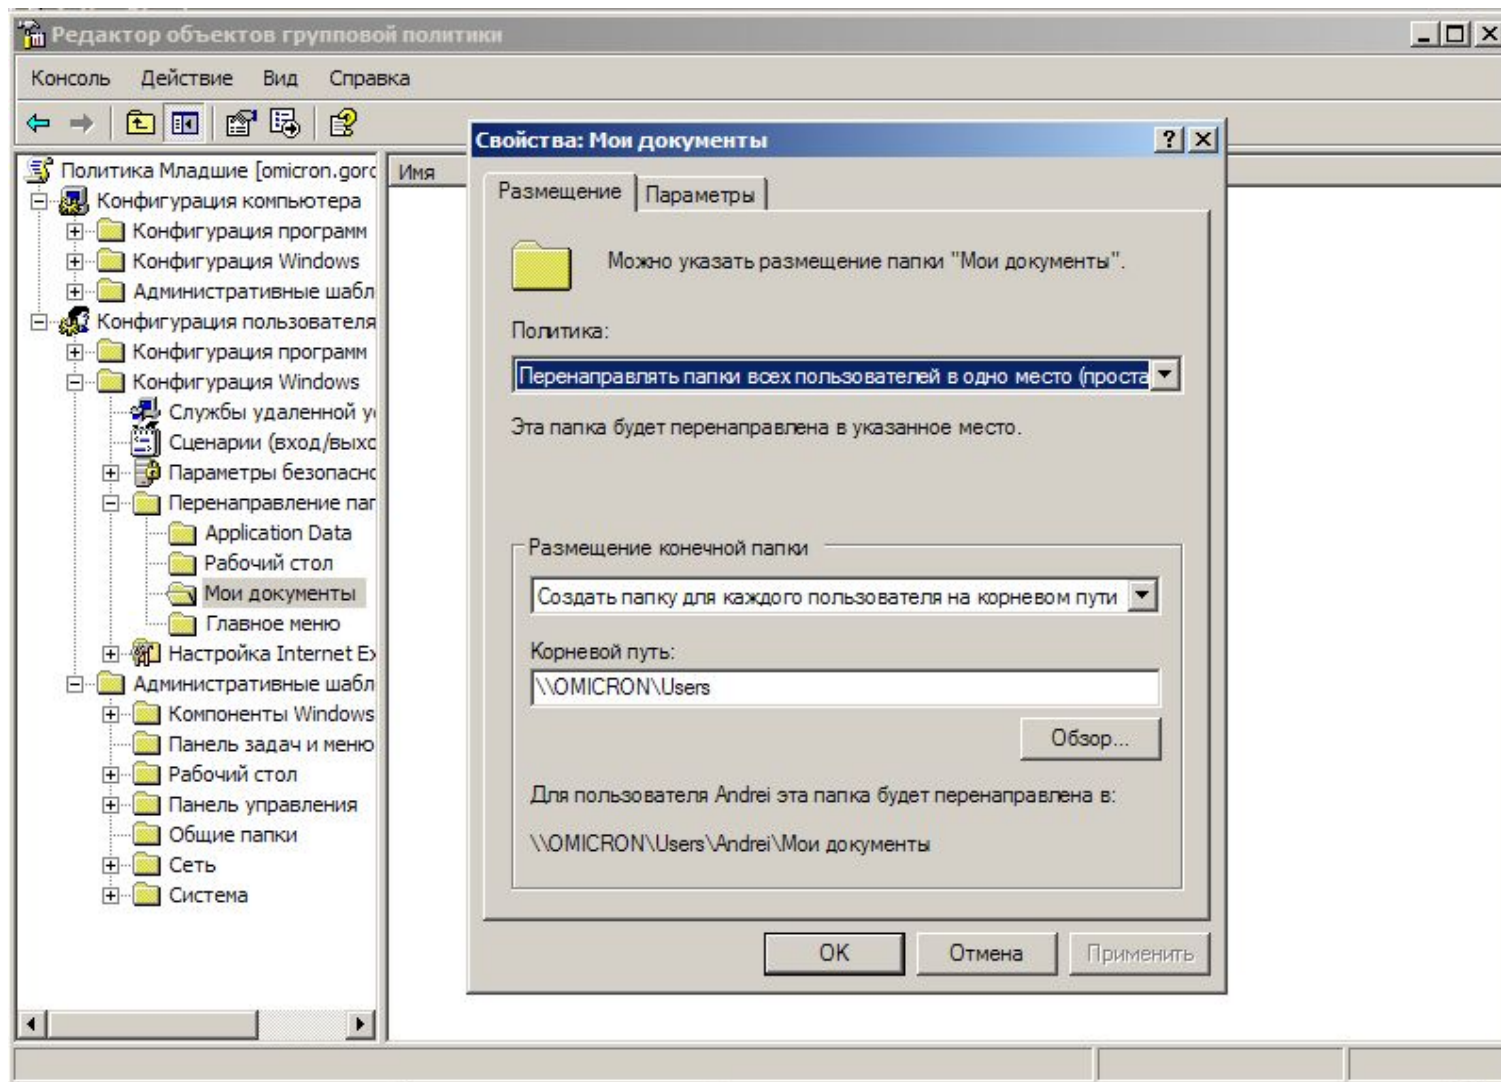 Редактор объектов групповой политики
Консоль Действие Вид Справка
Политика Младшие [omicron.gorc
Конфигурация компьютера
Конфигурация программ
Конфигурация Windows
Административные шабл
Конфигурация пользователя
Конфигурация программ
Конфигурация Windows
Службы удаленной у
Сценарии (вход/выхо
Параметры безопасно
Перенаправление пап
Application Data
Рабочий стол
Мои документы
Главное меню
Настройка Internet Ex
Административные шабл
Компоненты Windows
Панель задач и меню
Рабочий стол
Панель управления
Общие папки
Сеть
Система
Имя
Свойства: Мои документы
Размещение Параметры
Можно указать размещение папки "Мои документы".
Политика:
Перенаправлять папки всех пользователей в одно место (проста
Эта папка будет перенаправлена в указанное место.
Размещение конечной папки
Создать папку для каждого пользователя на корневом пути
Корневой путь:
\\OMICRON\Users
Обзор...
Для пользователя Andrei эта папка будет перенаправлена в:
\\OMICRON\Users\Andrei\Мои документы
OK Отмена Применить